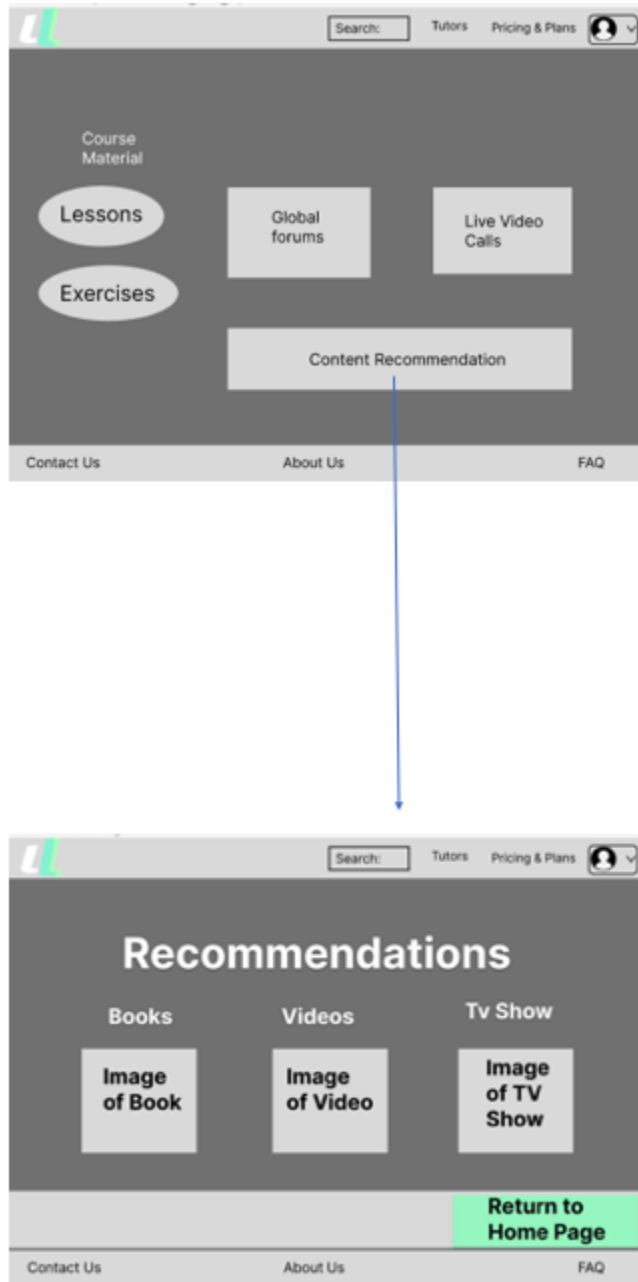 Search:
Tutors
Pricing & Plans
Course
Material
Lessons
Exercises
Global
forums
Live Video
Calls
Content Recommendation
Contact Us
About Us
FAQ
Search:
Tutors
Pricing & Plans
Recommendations
Books
Videos
Tv Show
Image
of Book
Image
of Video
Image
of TV
Show
Return to
Home Page
Contact Us
About Us
FAQ